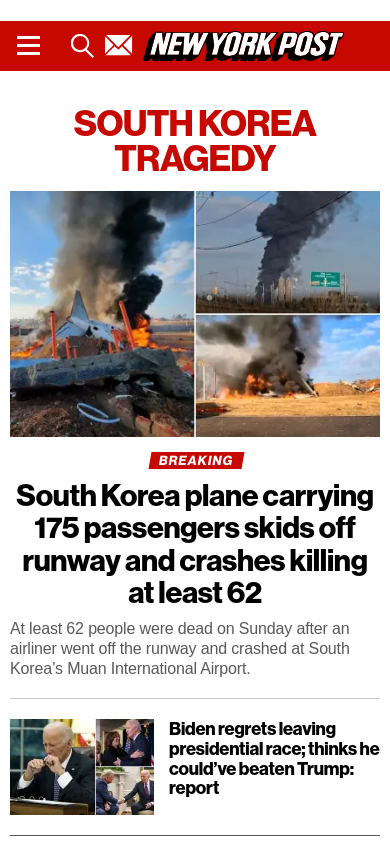 NEW YORK POST
SOUTH KOREA
TRAGEDY
BREAKING
South Korea plane carrying
175 passengers skids off
runway and crashes killing
at least 62
At least 62 people were dead on Sunday after an
airliner went off the runway and crashed at South
Korea's Muan International Airport.
Biden regrets leaving
presidential race; thinks he
could've beaten Trump:
report